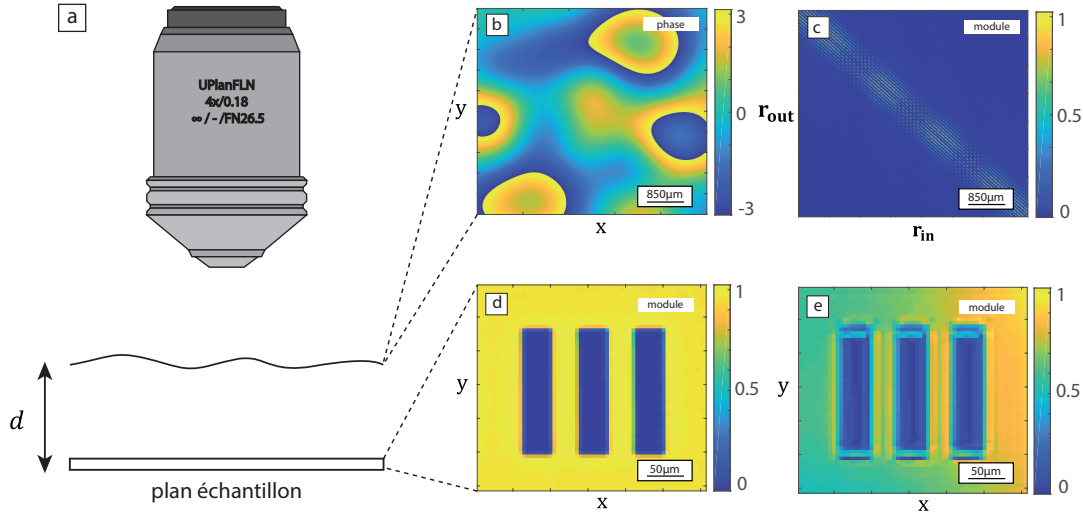 a
UPlanFLN
4x/0.18
∞ / - /FN26.5
d
plan échantillon
b
phase
y
x
850μm
3
0
-3
c
module
r_out
r_in
850μm
1
0.5
0
d
module
y
x
50μm
1
0.5
0
e
module
y
x
50μm
1
0.5
0